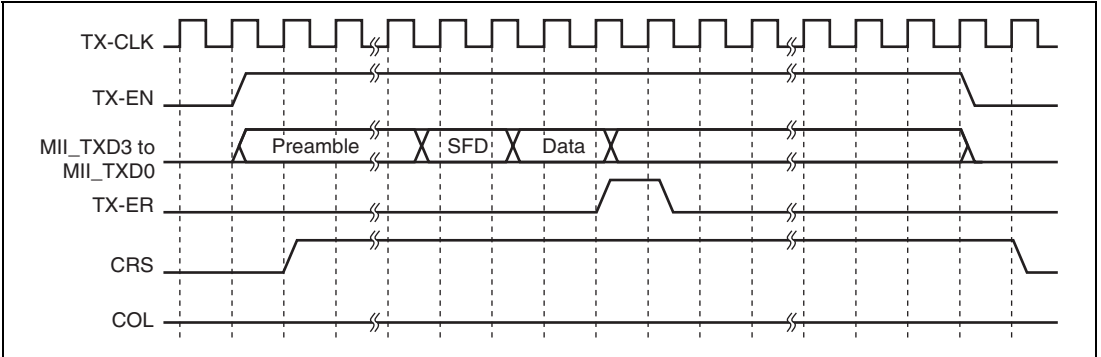 TX-CLK
TX-EN
MII_TXD3 to
MII_TXD0
Preamble
SFD
Data
TX-ER
CRS
COL